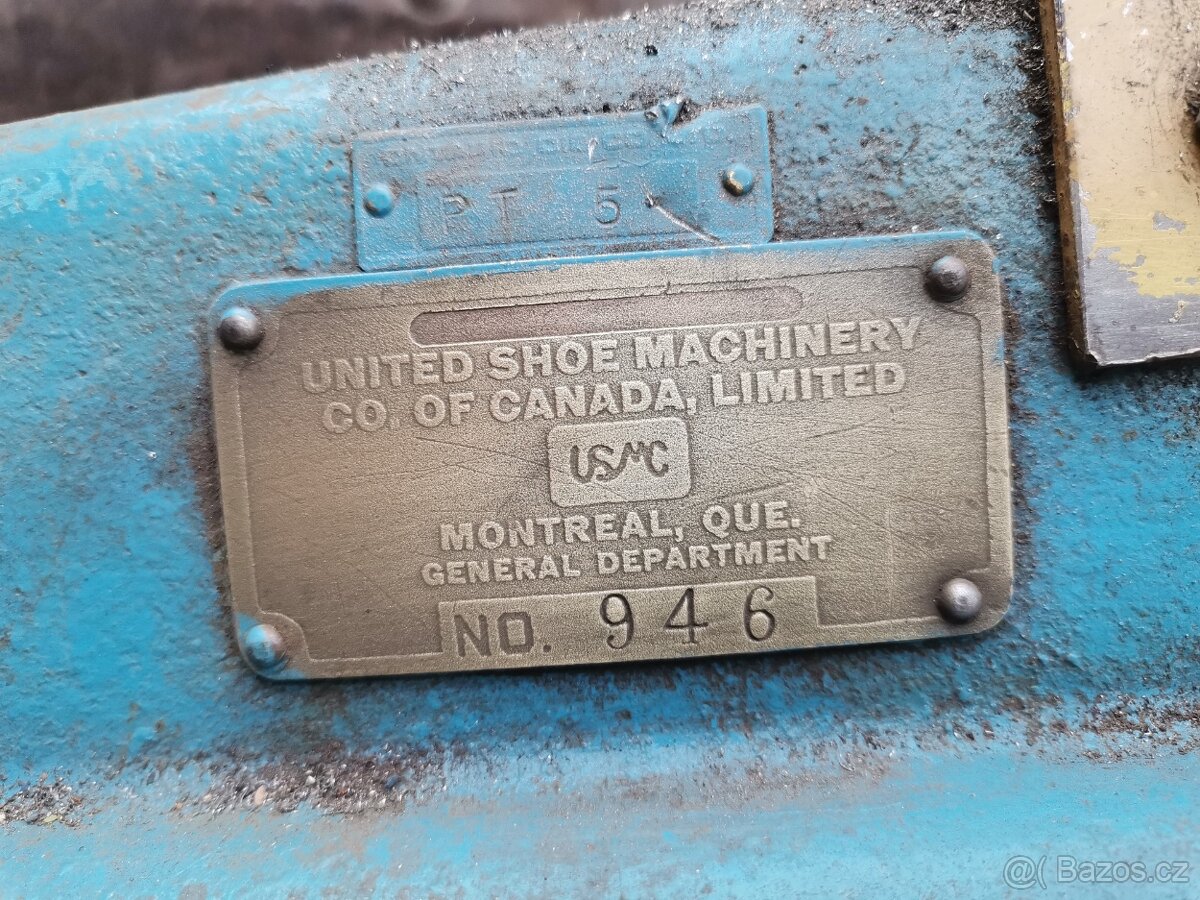 PT 5
UNITED SHOE MACHINERY
CO. OF CANADA, LIMITED
USMC
MONTREAL, QUE.
GENERAL DEPARTMENT
NO. 946
@ Bazos.cz